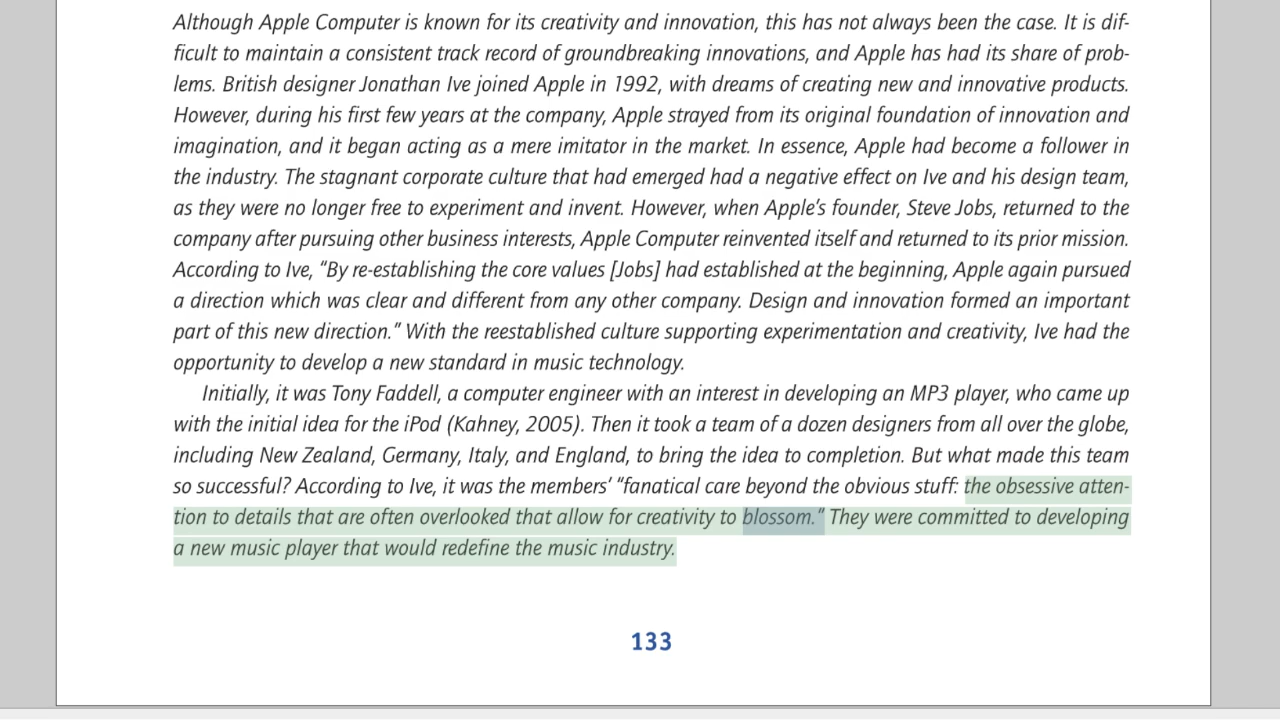 Although Apple Computer is known for its creativity and innovation, this has not always been the case. It is dif-
ficult to maintain a consistent track record of groundbreaking innovations, and Apple has had its share of prob-
lems. British designer Jonathan Ive joined Apple in 1992, with dreams of creating new and innovative products.
However, during his first few years at the company, Apple strayed from its original foundation of innovation and
imagination, and it began acting as a mere imitator in the market. In essence, Apple had become a follower in
the industry. The stagnant corporate culture that had emerged had a negative effect on Ive and his design team,
as they were no longer free to experiment and invent. However, when Apple's founder, Steve Jobs, returned to the
company after pursuing other business interests, Apple Computer reinvented itself and returned to its prior mission.
According to Ive, "By re-establishing the core values [Jobs] had established at the beginning, Apple again pursued
a direction which was clear and different from any other company. Design and innovation formed an important
part of this new direction." With the reestablished culture supporting experimentation and creativity, Ive had the
opportunity to develop a new standard in music technology.
Initially, it was Tony Faddell, a computer engineer with an interest in developing an MP3 player, who came up
with the initial idea for the iPod (Kahney, 2005). Then it took a team of a dozen designers from all over the globe,
including New Zealand, Germany, Italy, and England, to bring the idea to completion. But what made this team
so successful? According to Ive, it was the members' "fanatical care beyond the obvious stuff: the obsessive atten-
tion to details that are often overlooked that allow for creativity to blossom." They were committed to developing
a new music player that would redefine the music industry.
133